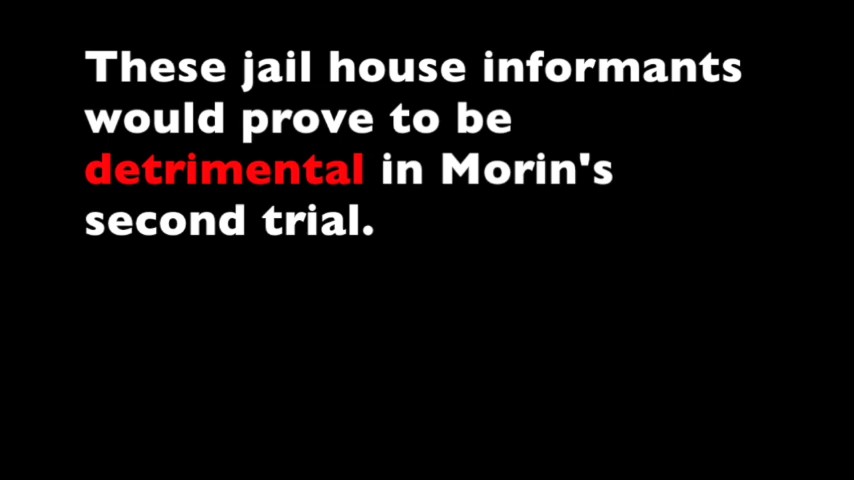 These jail house informants
would prove to be
detrimental in Morin's
second trial.